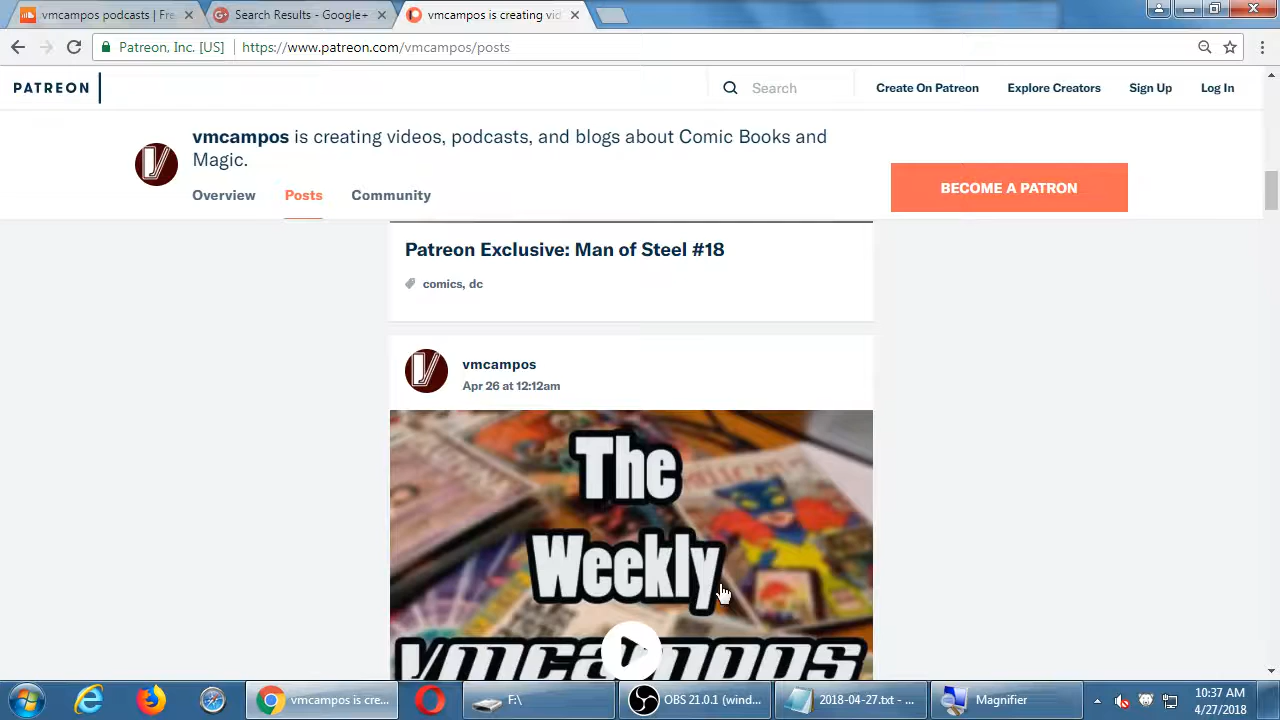 vmcampos podcast | Fre
Search Results - Google+
vmcampos is creating vid
Patreon, Inc. [US]
https://www.patreon.com/vmcampos/posts
PATREON
Search
Create On Patreon
Explore Creators
Sign Up
Log In
vmcampos is creating videos, podcasts, and blogs about Comic Books and
Magic.
BECOME A PATRON
Overview
Posts
Community
Patreon Exclusive: Man of Steel #18
comics, dc
vmcampos
Apr 26 at 12:12am
The
Weekly
vmcampos
vmcampos is cre...
F:\
OBS 21.0.1 (wind...
2018-04-27.txt - ...
Magnifier
10:37 AM
4/27/2018